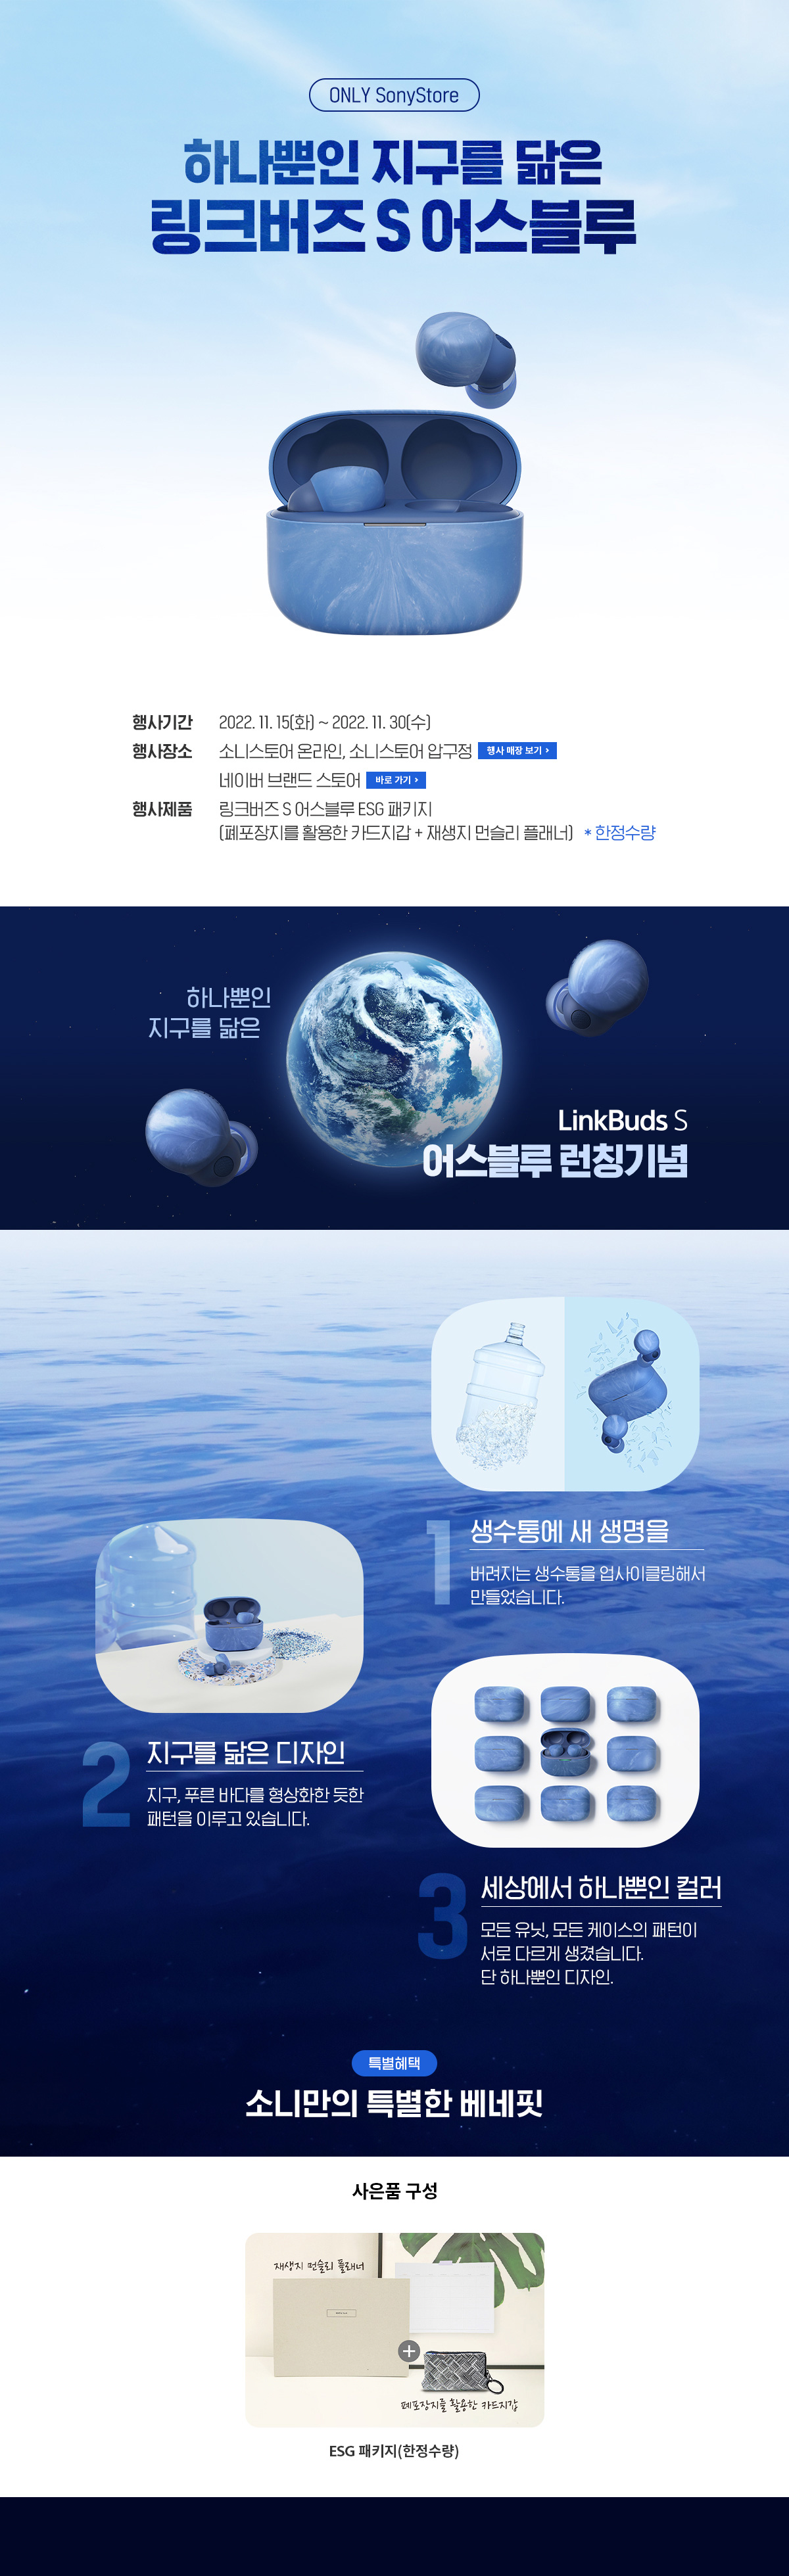 ONLY SonyStore
하나뿐인 지구를 닮은
링크버즈 S 어스블루
행사기간 2022. 11. 15(화) ~ 2022. 11. 30(수)
행사장소 소니스토어 온라인, 소니스토어 압구정 행사 매장 보기 >
네이버 브랜드 스토어 바로 가기 >
행사제품 링크버즈 S 어스블루 ESG 패키지
(폐포장지를 활용한 카드지갑 + 재생지 먼슬리 플래너) * 한정수량
하나뿐인
지구를 닮은
LinkBuds S
어스블루 런칭기념
1 생수통에 새 생명을
버려지는 생수통을 업사이클링해서
만들었습니다.
2 지구를 닮은 디자인
지구, 푸른 바다를 형상화한 듯한
패턴을 이루고 있습니다.
3 세상에서 하나뿐인 컬러
모든 유닛, 모든 케이스의 패턴이
서로 다르게 생겼습니다.
단 하나뿐인 디자인.
특별혜택
소니만의 특별한 베네핏
사은품 구성
재생지 먼슬리 플래너
+
폐포장지를 활용한 카드지갑
ESG 패키지(한정수량)